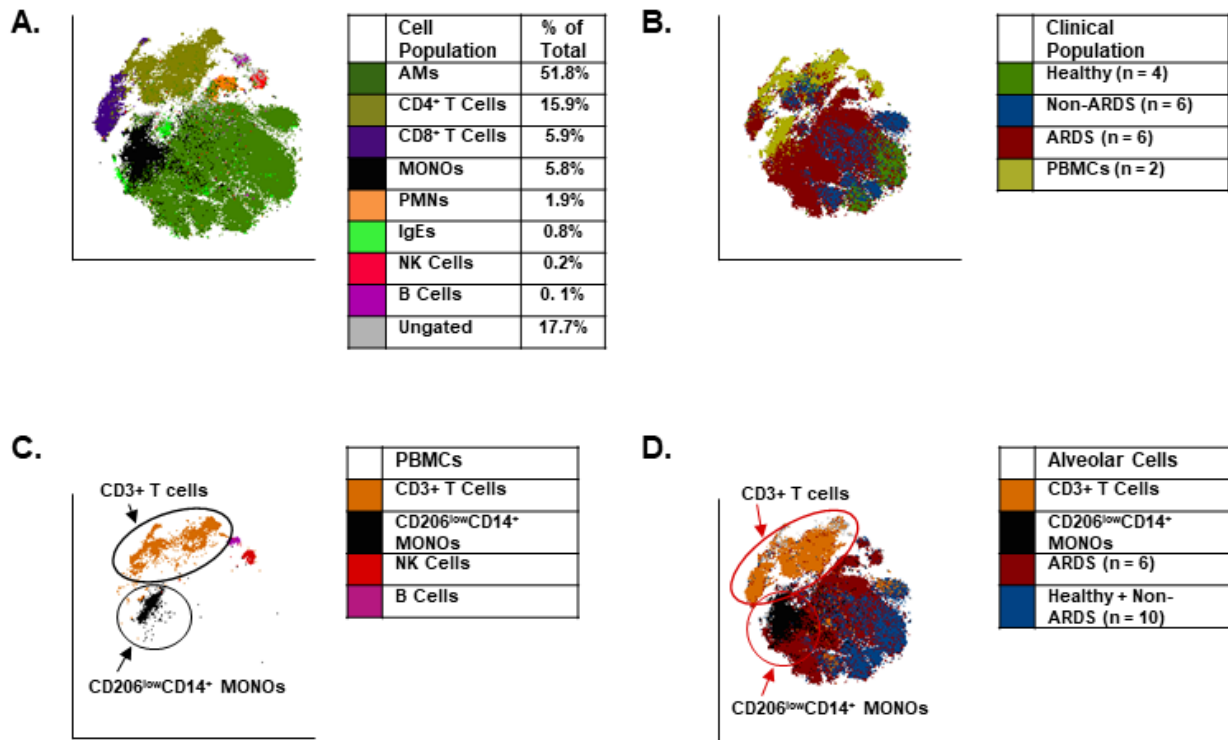 A.
Cell Population % of Total
AMs 51.8%
CD4⁺ T Cells 15.9%
CD8⁺ T Cells 5.9%
MONOs 5.8%
PMNs 1.9%
IgEs 0.8%
NK Cells 0.2%
B Cells 0. 1%
Ungated 17.7%
B.
Clinical Population
Healthy (n = 4)
Non-ARDS (n = 6)
ARDS (n = 6)
PBMCs (n = 2)
C.
CD3+ T cells
CD206ˡᵒʷCD14⁺ MONOs
PBMCs
CD3+ T Cells
CD206ˡᵒʷCD14⁺
MONOs
NK Cells
B Cells
D.
CD3+ T cells
CD206ˡᵒʷCD14⁺ MONOs
Alveolar Cells
CD3+ T Cells
CD206ˡᵒʷCD14⁺
MONOs
ARDS (n = 6)
Healthy + Non-
ARDS (n = 10)